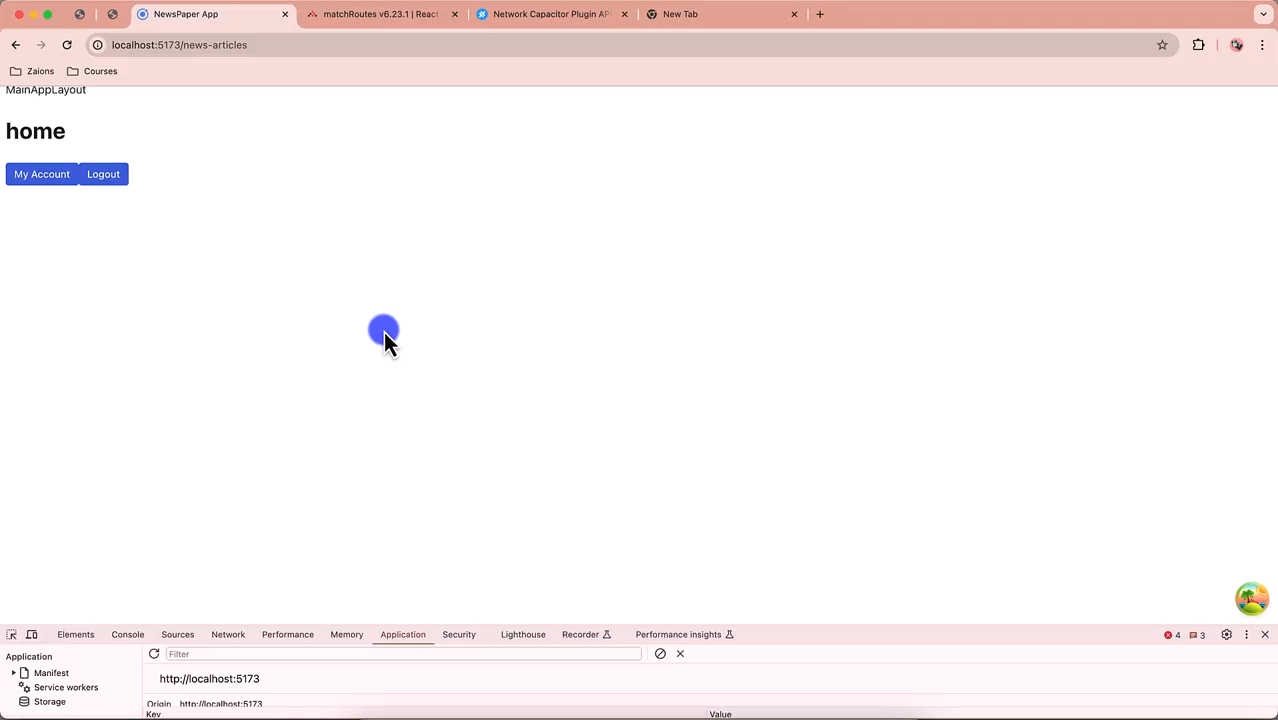 NewsPaper App
matchRoutes v6.23.1 | React
Network Capacitor Plugin AP
New Tab
localhost:5173/news-articles
Zaions
Courses
MainAppLayout
home
My Account Logout
Elements Console Sources Network Performance Memory Application Security Lighthouse Recorder Performance insights 4 3
Application
Filter
Manifest
http://localhost:5173
Service workers
Storage
Origin http://localhost:5173
Key Value